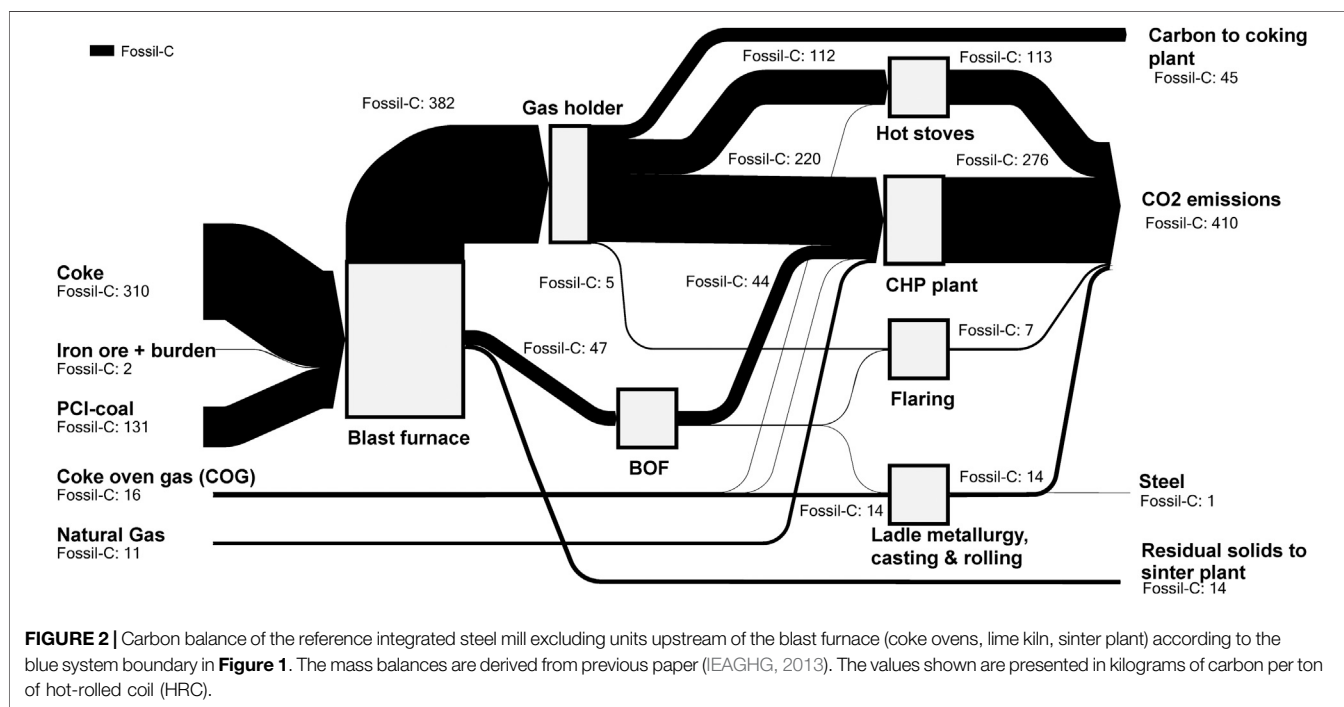 Fossil-C
Carbon to coking
plant
Fossil-C: 45
Fossil-C: 112
Fossil-C: 113
Fossil-C: 382
Gas holder
Hot stoves
Fossil-C: 220
Fossil-C: 276
CO2 emissions
Fossil-C: 410
Coke
Fossil-C: 310
Fossil-C: 5
Fossil-C: 44
CHP plant
Iron ore + burden
Fossil-C: 2
Fossil-C: 47
Fossil-C: 7
PCI-coal
Fossil-C: 131
Blast furnace
Flaring
BOF
Coke oven gas (COG)
Fossil-C: 16
Fossil-C: 14
Steel
Fossil-C: 1
Fossil-C: 14
Natural Gas
Fossil-C: 11
Ladle metallurgy,
casting & rolling
Residual solids to
sinter plant
Fossil-C: 14
FIGURE 2 | Carbon balance of the reference integrated steel mill excluding units upstream of the blast furnace (coke ovens, lime kiln, sinter plant) according to the
blue system boundary in Figure 1. The mass balances are derived from previous paper (IEAGHG, 2013). The values shown are presented in kilograms of carbon per ton
of hot-rolled coil (HRC).